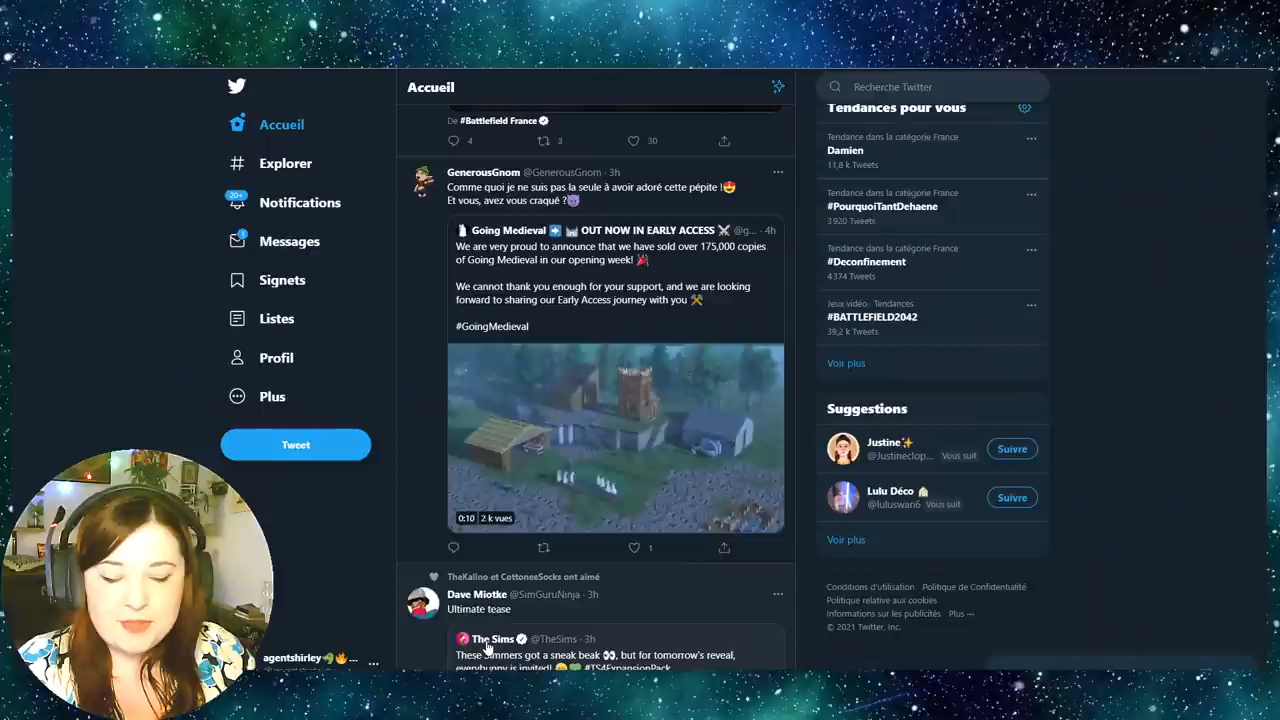 Accueil
Explorer
20+
Notifications
Messages
Signets
Listes
Profil
Plus
Tweet
agentshirley
Accueil
De #Battlefield France
4
3
30
GenerousGnom @GenerousGnom · 3h
Comme quoi je ne suis pas la seule à avoir adoré cette pépite !😍
Et vous, avez vous craqué ?😈
Going Medieval ➡️ 🏰 OUT NOW IN EARLY ACCESS ⚔️ @g... · 4h
We are very proud to announce that we have sold over 175,000 copies
of Going Medieval in our opening week! 🎉
We cannot thank you enough for your support, and we are looking
forward to sharing our Early Access journey with you ⚒️
#GoingMedieval
0:10 2 k vues
1
TheKalino et CottoneeSocks ont aimé
Dave Miotke @SimGuruNinja · 3h
Ultimate tease
The Sims @TheSims · 3h
These Simmers got a sneak beak 👀, but for tomorrow's reveal,
everybunny is invited! 😄💚 #TS4ExpansionPack
Recherche Twitter
Tendances pour vous
Tendance dans la catégorie France
Damien
11,8 k Tweets
Tendance dans la catégorie France
#PourquoiTantDehaene
3 920 Tweets
Tendance dans la catégorie France
#Deconfinement
4 374 Tweets
Jeux vidéo · Tendances
#BATTLEFIELD2042
39,2 k Tweets
Voir plus
Suggestions
Justine✨
@Justineclop... Vous suit
Suivre
Lulu Déco 🏠
@luluswan6 Vous suit
Suivre
Voir plus
Conditions d'utilisation Politique de Confidentialité
Politique relative aux cookies
Informations sur les publicités Plus ···
© 2021 Twitter, Inc.